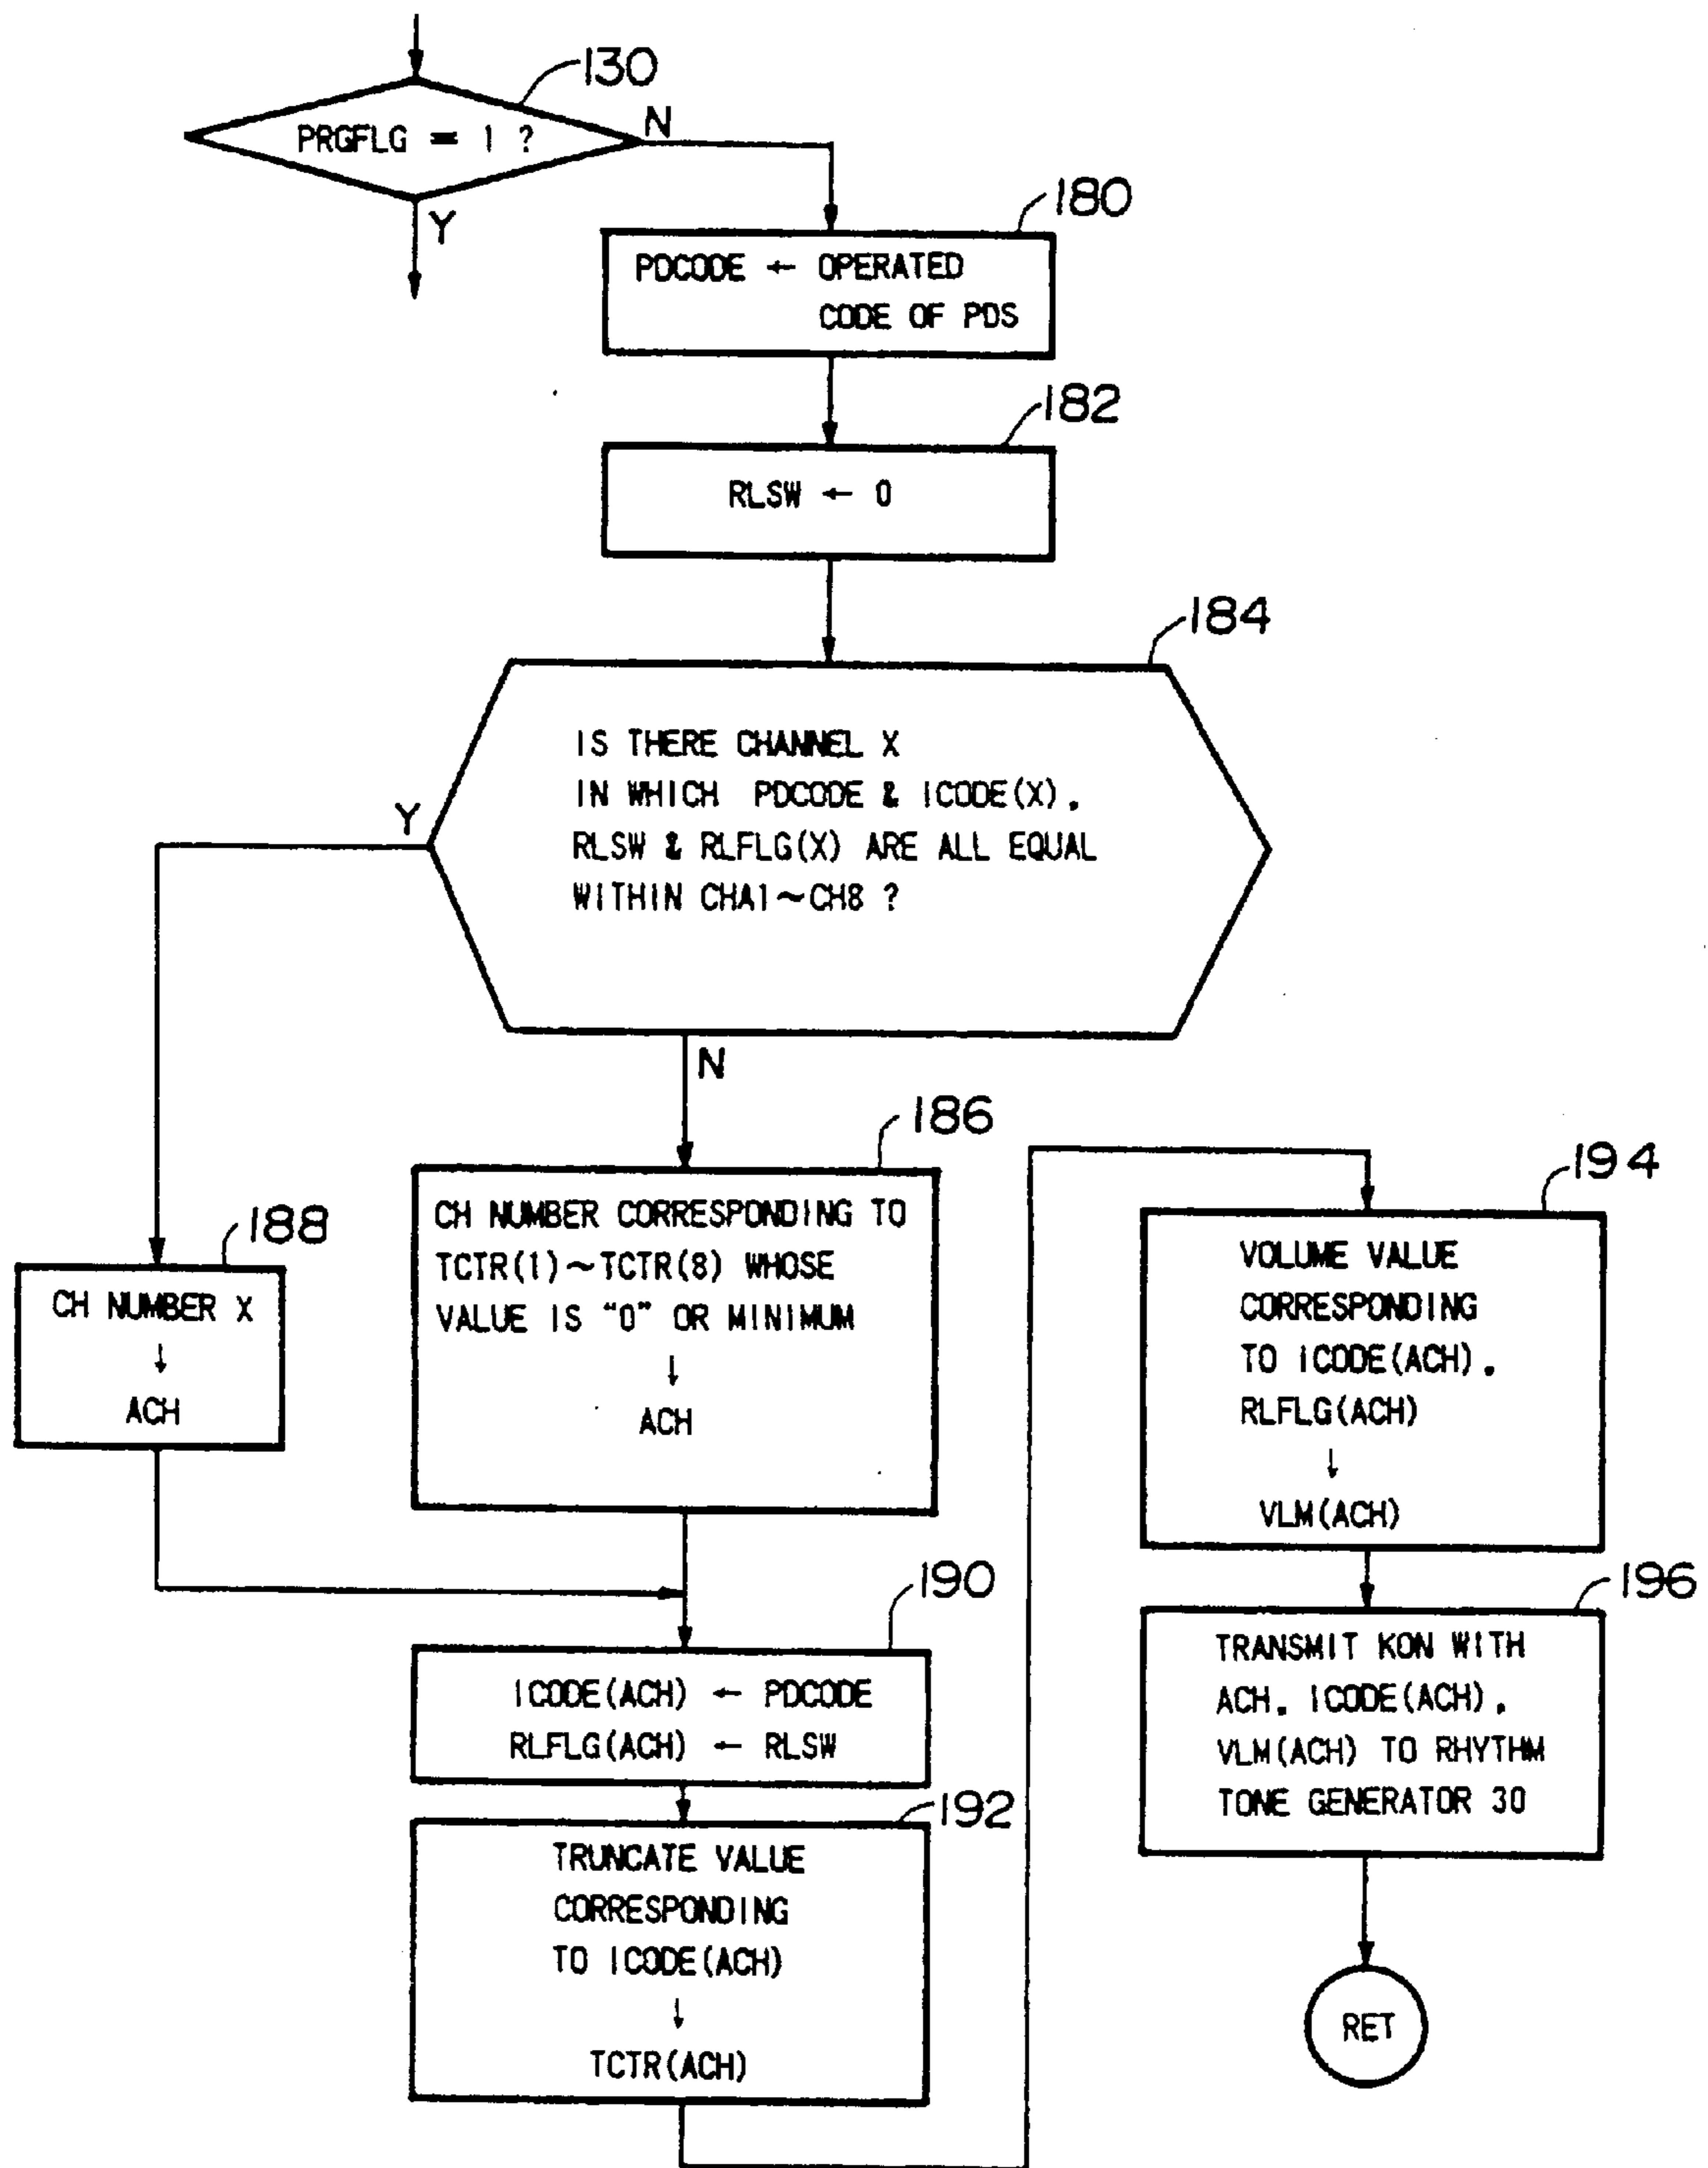 130
PRGFLG = 1 ?
N
Y
180
PDCODE ← OPERATED
CODE OF PDS
182
RLSW ← 0
184
IS THERE CHANNEL X
IN WHICH PDCODE & ICODE(X),
RLSW & RLFLG(X) ARE ALL EQUAL
WITHIN CHA1~CH8 ?
Y
N
188
CH NUMBER X
↓
ACH
186
CH NUMBER CORRESPONDING TO
TCTR(1)~TCTR(8) WHOSE
VALUE IS "0" OR MINIMUM
↓
ACH
190
ICODE(ACH) ← PDCODE
RLFLG(ACH) ← RLSW
192
TRUNCATE VALUE
CORRESPONDING
TO ICODE(ACH)
↓
TCTR(ACH)
194
VOLUME VALUE
CORRESPONDING
TO ICODE(ACH),
RLFLG(ACH)
↓
VLM(ACH)
196
TRANSMIT KON WITH
ACH, ICODE(ACH),
VLM(ACH) TO RHYTHM
TONE GENERATOR 30
RET